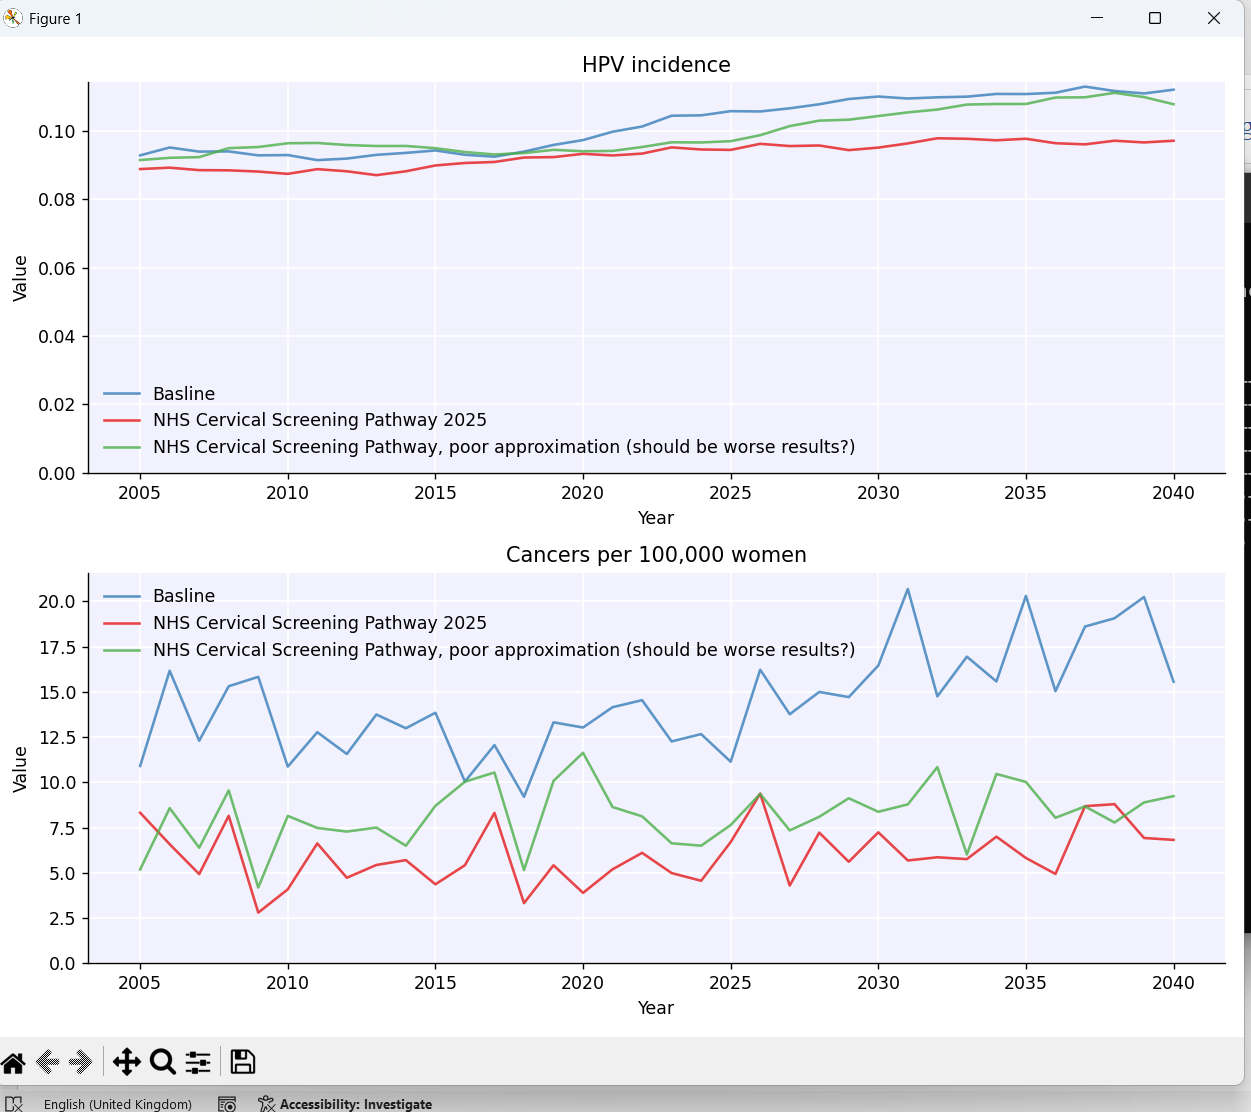 Figure 1
HPV incidence
Value
0.10
0.08
0.06
0.04
0.02
0.00
Basline
NHS Cervical Screening Pathway 2025
NHS Cervical Screening Pathway, poor approximation (should be worse results?)
2005 2010 2015 2020 2025 2030 2035 2040
Year
Cancers per 100,000 women
Value
20.0
17.5
15.0
12.5
10.0
7.5
5.0
2.5
0.0
Basline
NHS Cervical Screening Pathway 2025
NHS Cervical Screening Pathway, poor approximation (should be worse results?)
2005 2010 2015 2020 2025 2030 2035 2040
Year
English (United Kingdom) Accessibility: Investigate